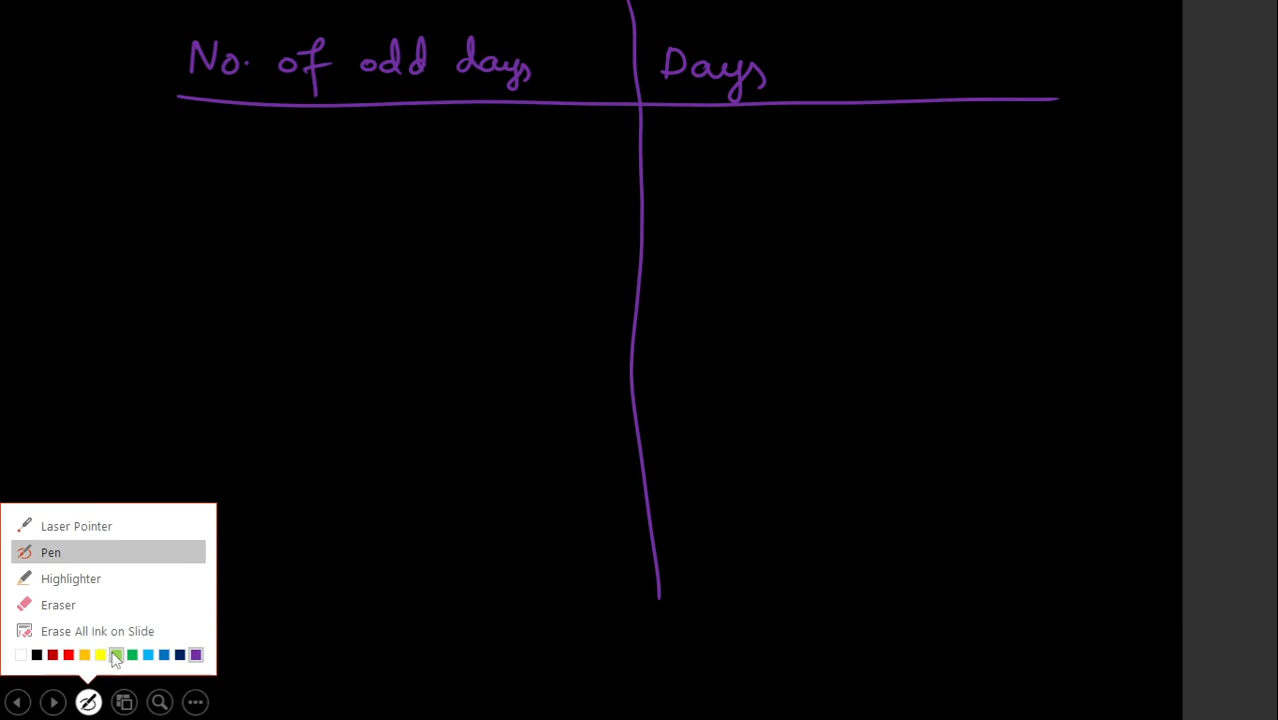 No. of odd days Days
Laser Pointer
Pen
Highlighter
Eraser
Erase All Ink on Slide